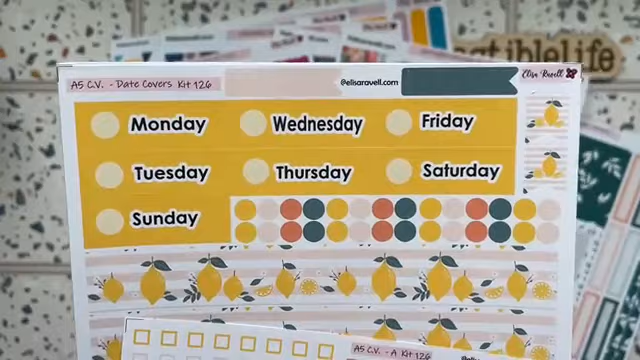 A5 C.V. - Date Covers Kit 126
@elisaravell.com
Elisa Ravell
Monday
Wednesday
Friday
Tuesday
Thursday
Saturday
Sunday
A5 C.V. - A Kit 126